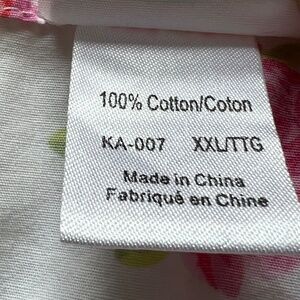 100% Cotton/Coton
KA-007 XXL/TTG
Made in China
Fabriqué en Chine